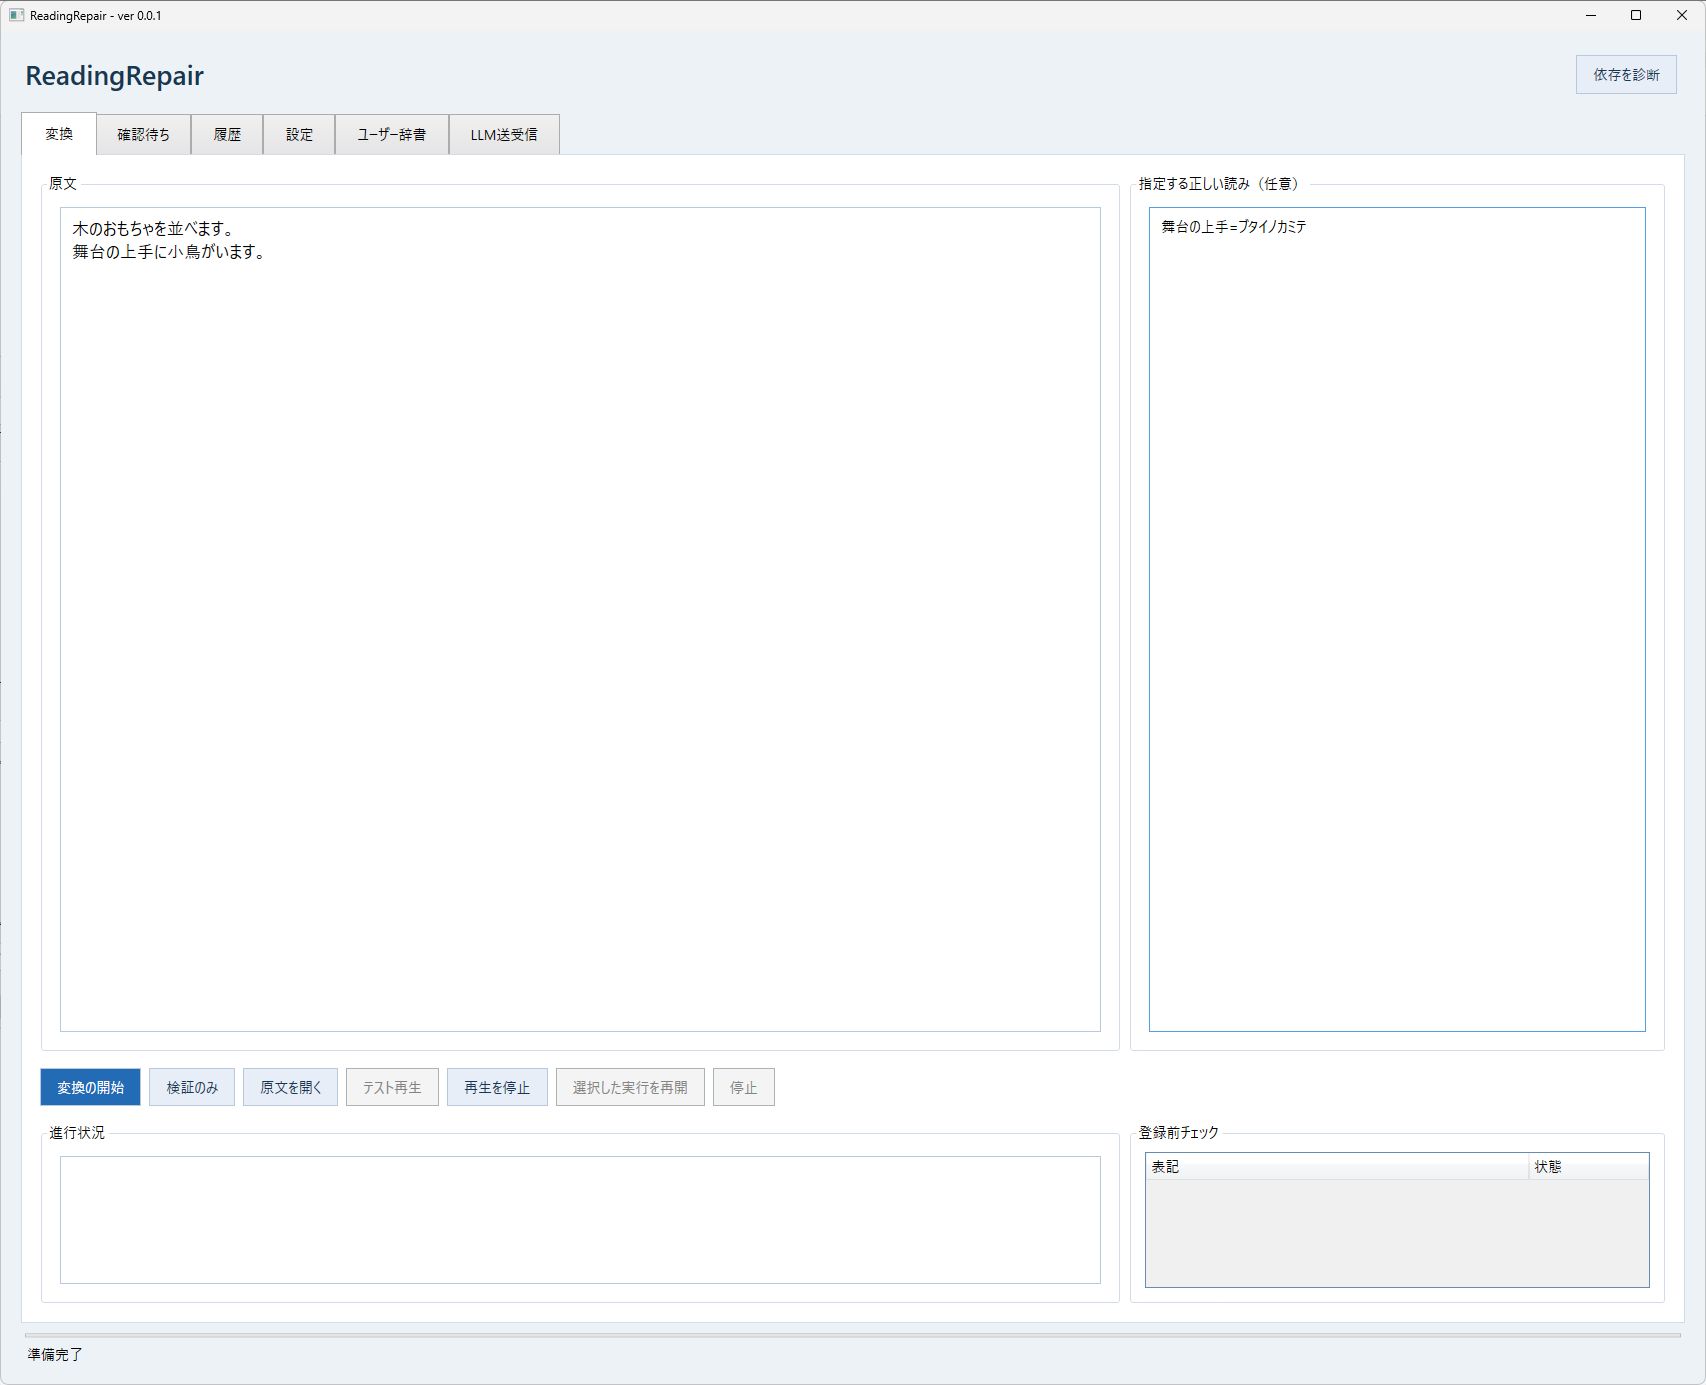 ReadingRepair - ver 0.0.1
ReadingRepair
依存を診断
変換
確認待ち
履歴
設定
ユーザー辞書
LLM送受信
原文
木のおもちゃを並べます。
舞台の上手に小鳥がいます。
指定する正しい読み（任意）
舞台の上手=ブタイノカミテ
変換の開始
検証のみ
原文を開く
テスト再生
再生を停止
選択した実行を再開
停止
進行状況
登録前チェック
表記
状態
準備完了